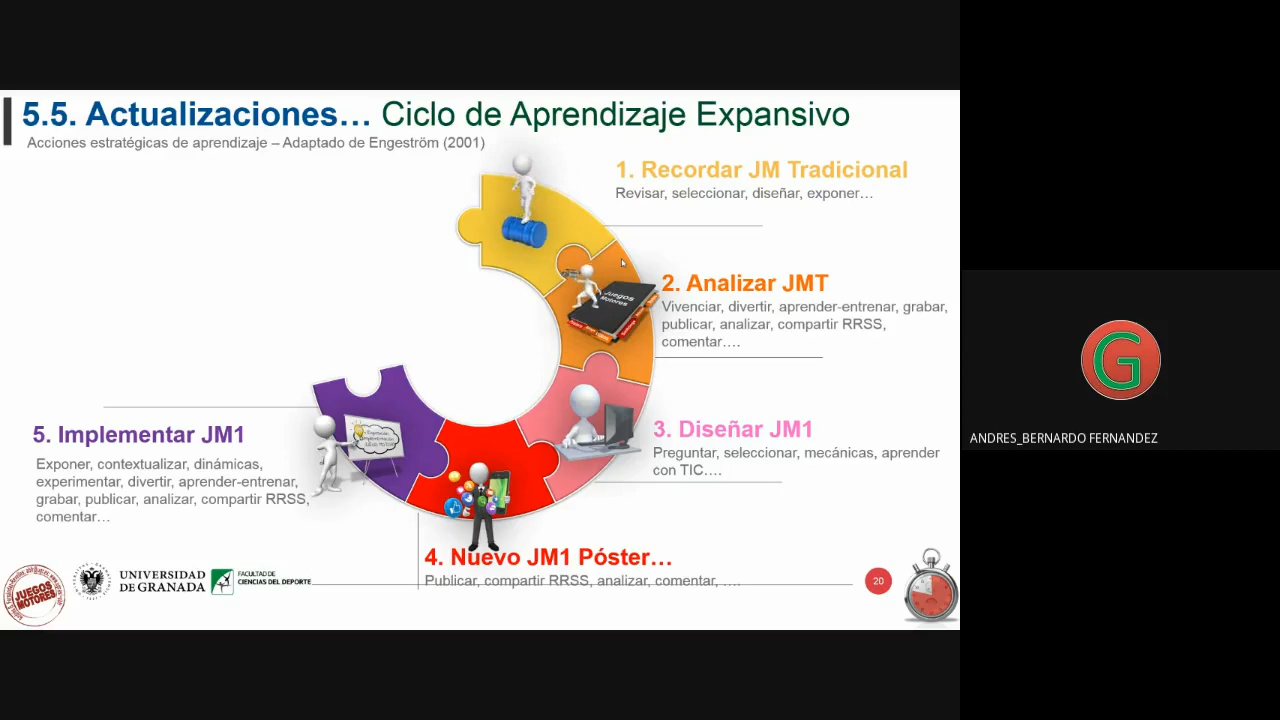 5.5. Actualizaciones… Ciclo de Aprendizaje Expansivo
Acciones estratégicas de aprendizaje – Adaptado de Engeström (2001)
1. Recordar JM Tradicional
Revisar, seleccionar, diseñar, exponer…
2. Analizar JMT
Vivenciar, divertir, aprender-entrenar, grabar,
publicar, analizar, compartir RRSS,
comentar….
Juegos
Motores
3. Diseñar JM1
Preguntar, seleccionar, mecánicas, aprender
con TIC….
5. Implementar JM1
Exponer, contextualizar, dinámicas,
experimentar, divertir, aprender-entrenar,
grabar, publicar, analizar, compartir RRSS,
comentar…
4. Nuevo JM1 Póster…
Publicar, compartir RRSS, analizar, comentar, ….
JUEGOS
MOTORES
UNIVERSIDAD
DE GRANADA
FACULTAD DE
CIENCIAS DEL DEPORTE
20
G
ANDRES_BERNARDO FERNANDEZ